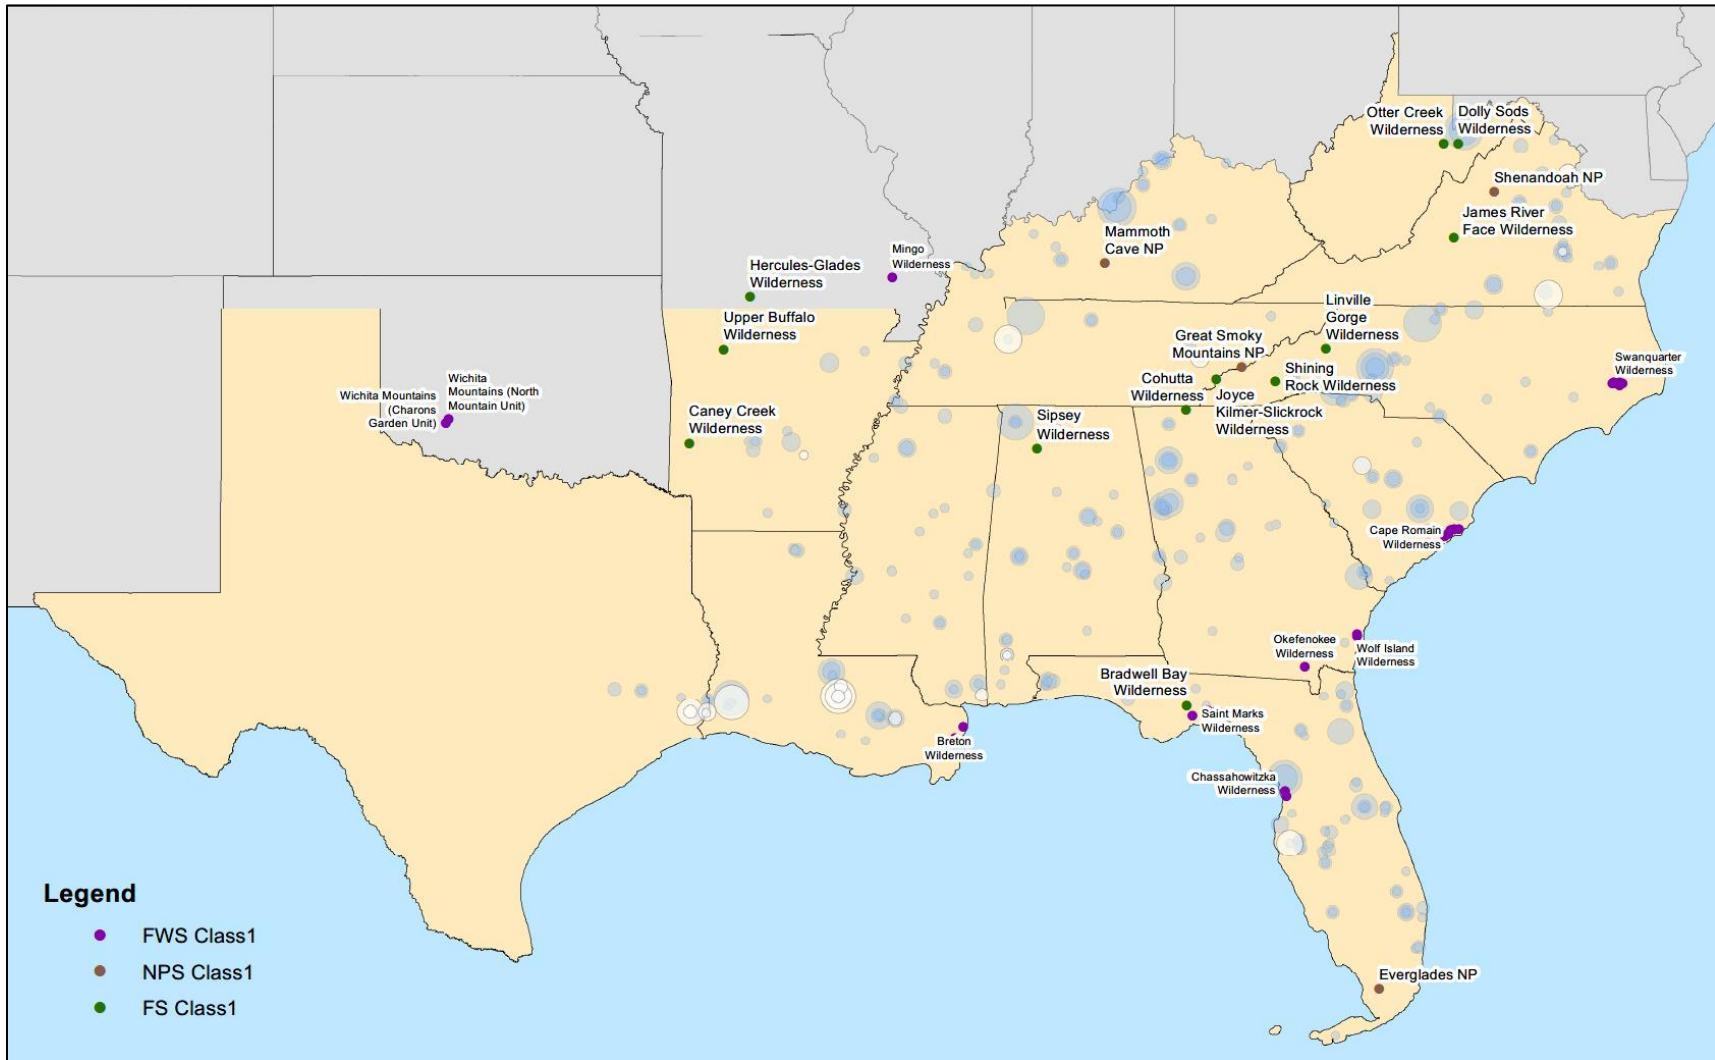 Otter Creek
Wilderness
Dolly Sods
Wilderness
Shenandoah NP
James River
Face Wilderness
Mammoth
Cave NP
Mingo
Wilderness
Hercules-Glades
Wilderness
Upper Buffalo
Wilderness
Linville
Gorge
Wilderness
Great Smoky
Mountains NP
Swanquarter
Wilderness
Shining
Rock Wilderness
Cohutta
Wilderness
Joyce
Kilmer-Slickrock
Wilderness
Wichita
Mountains (North
Mountain Unit)
Wichita Mountains
(Charons
Garden Unit)
Caney Creek
Wilderness
Sipsey
Wilderness
Cape Romain
Wilderness
Okefenokee
Wilderness
Wolf Island
Wilderness
Bradwell Bay
Wilderness
Saint Marks
Wilderness
Breton
Wilderness
Chassahowitzka
Wilderness
Everglades NP
Legend
FWS Class1
NPS Class1
FS Class1